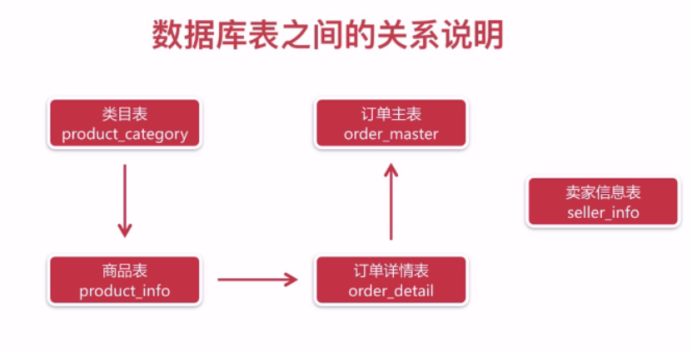 数据库表之间的关系说明
类目表
product_category
订单主表
order_master
卖家信息表
seller_info
商品表
product_info
订单详情表
order_detail